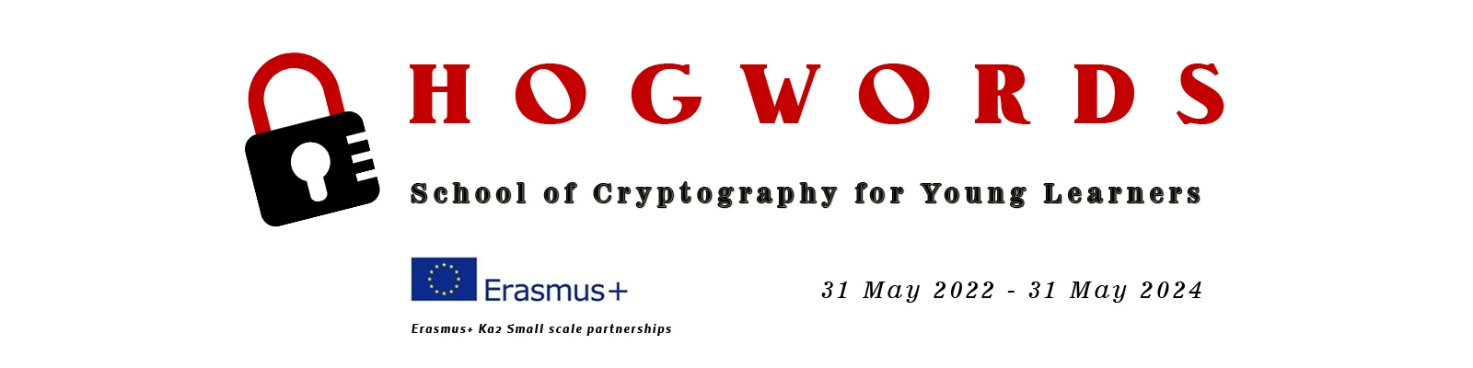 HOGWORDS
School of Cryptography for Young Learners
Erasmus+
31 May 2022 - 31 May 2024
Erasmus+ Ka2 Small scale partnerships